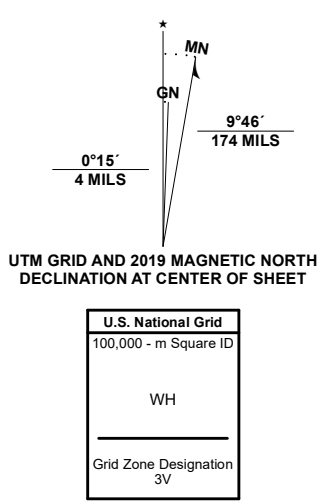 ★
MN
GN
9°46´
174 MILS
0°15´
4 MILS
UTM GRID AND 2019 MAGNETIC NORTH
DECLINATION AT CENTER OF SHEET
U.S. National Grid
100,000 - m Square ID
WH
Grid Zone Designation
3V